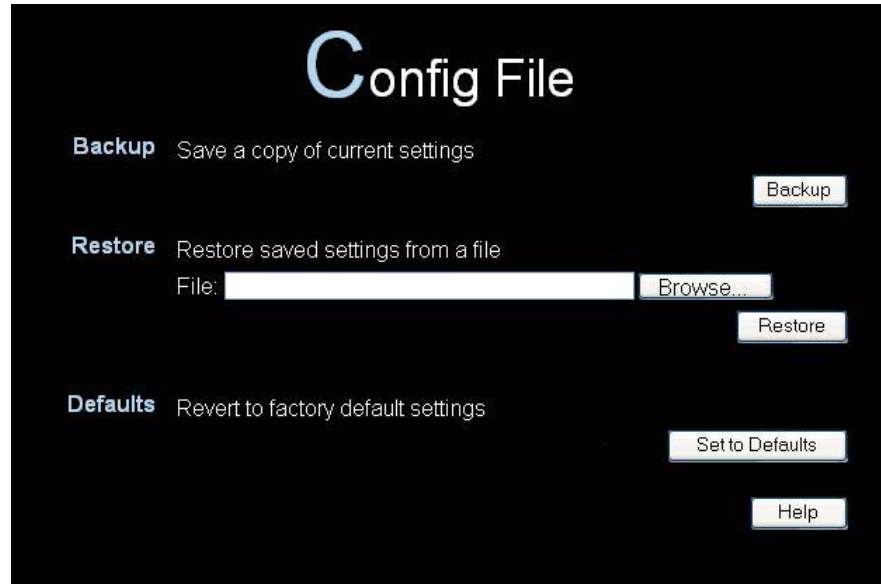 Config File
Backup Save a copy of current settings
Backup
Restore Restore saved settings from a file
File: Browse...
Restore
Defaults Revert to factory default settings
Set to Defaults
Help